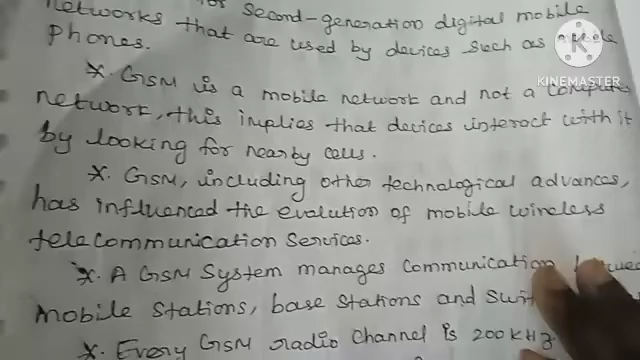 second-generation digital mobile
networks that are used by devices such as mobile
phones.
KINEMASTER
*. GSM is a mobile network and not a computer
network, this implies that devices interact with it
by looking for nearby cells.
*. GSM, including other technological advances,
has influenced the evolution of mobile wireless
telecommunication services.
*. A GSM system manages communication
mobile stations, base stations and
*. Every GSM radio channel is 200kHz.